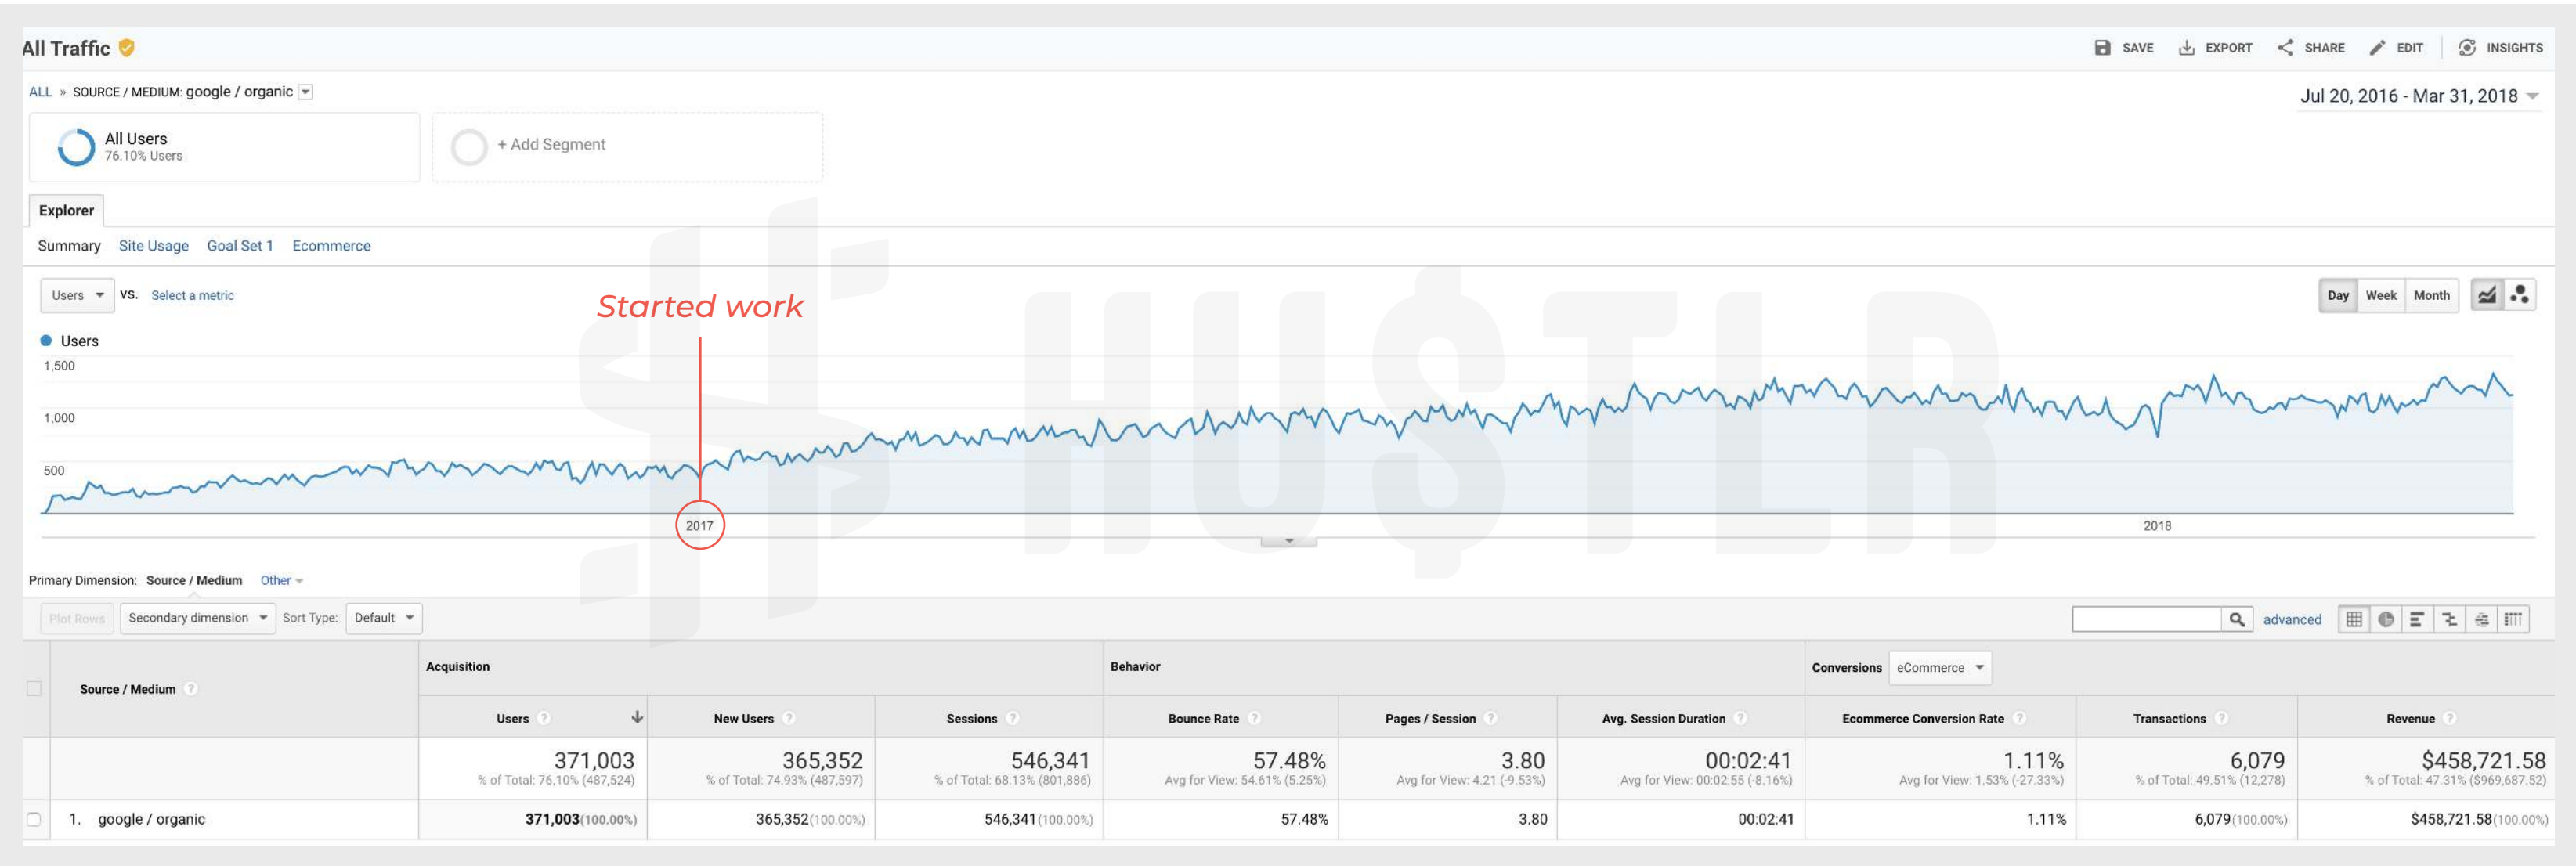 All Traffic
SAVE EXPORT SHARE EDIT INSIGHTS
ALL » SOURCE / MEDIUM: google / organic
Jul 20, 2016 - Mar 31, 2018
All Users
76.10% Users
+ Add Segment
Explorer
Summary Site Usage Goal Set 1 Ecommerce
Users VS. Select a metric
Day Week Month
Started work
Users
1,500
1,000
500
2017 2018
HU$TLR
Primary Dimension: Source / Medium Other
Plot Rows Secondary dimension Sort Type: Default
advanced
Source / Medium ?
Acquisition Behavior Conversions eCommerce
Users ? New Users ? Sessions ? Bounce Rate ? Pages / Session ? Avg. Session Duration ? Ecommerce Conversion Rate ? Transactions ? Revenue ?
371,003 365,352 546,341 57.48% 3.80 00:02:41 1.11% 6,079 $458,721.58
% of Total: 76.10% (487,524) % of Total: 74.93% (487,597) % of Total: 68.13% (801,886) Avg for View: 54.61% (5.25%) Avg for View: 4.21 (-9.53%) Avg for View: 00:02:55 (-8.16%) Avg for View: 1.53% (-27.33%) % of Total: 49.51% (12,278) % of Total: 47.31% ($969,687.52)
1. google / organic 371,003(100.00%) 365,352(100.00%) 546,341(100.00%) 57.48% 3.80 00:02:41 1.11% 6,079(100.00%) $458,721.58(100.00%)